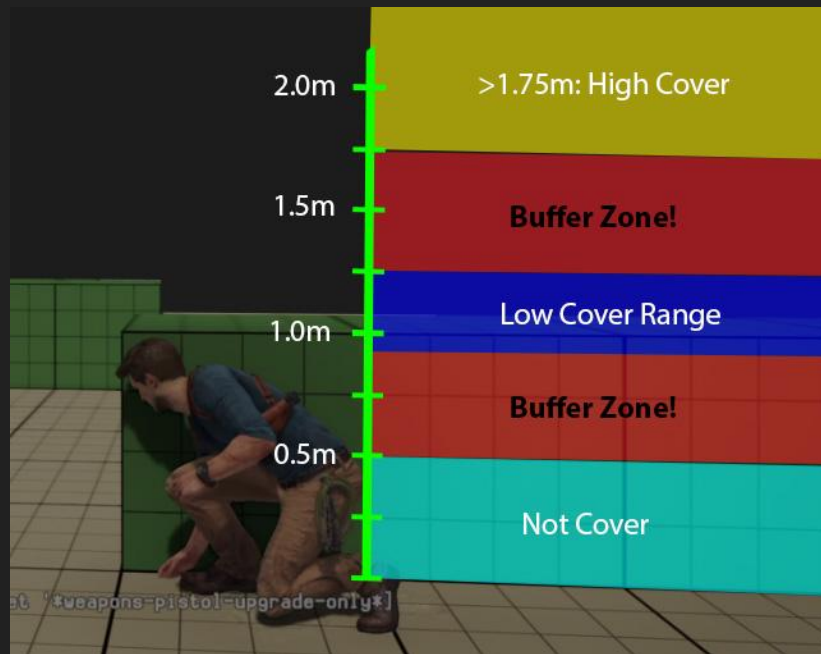 2.0m
>1.75m: High Cover
1.5m
Buffer Zone!
Low Cover Range
1.0m
Buffer Zone!
0.5m
Not Cover
et '*weapons-pistol-upgrade-only*]